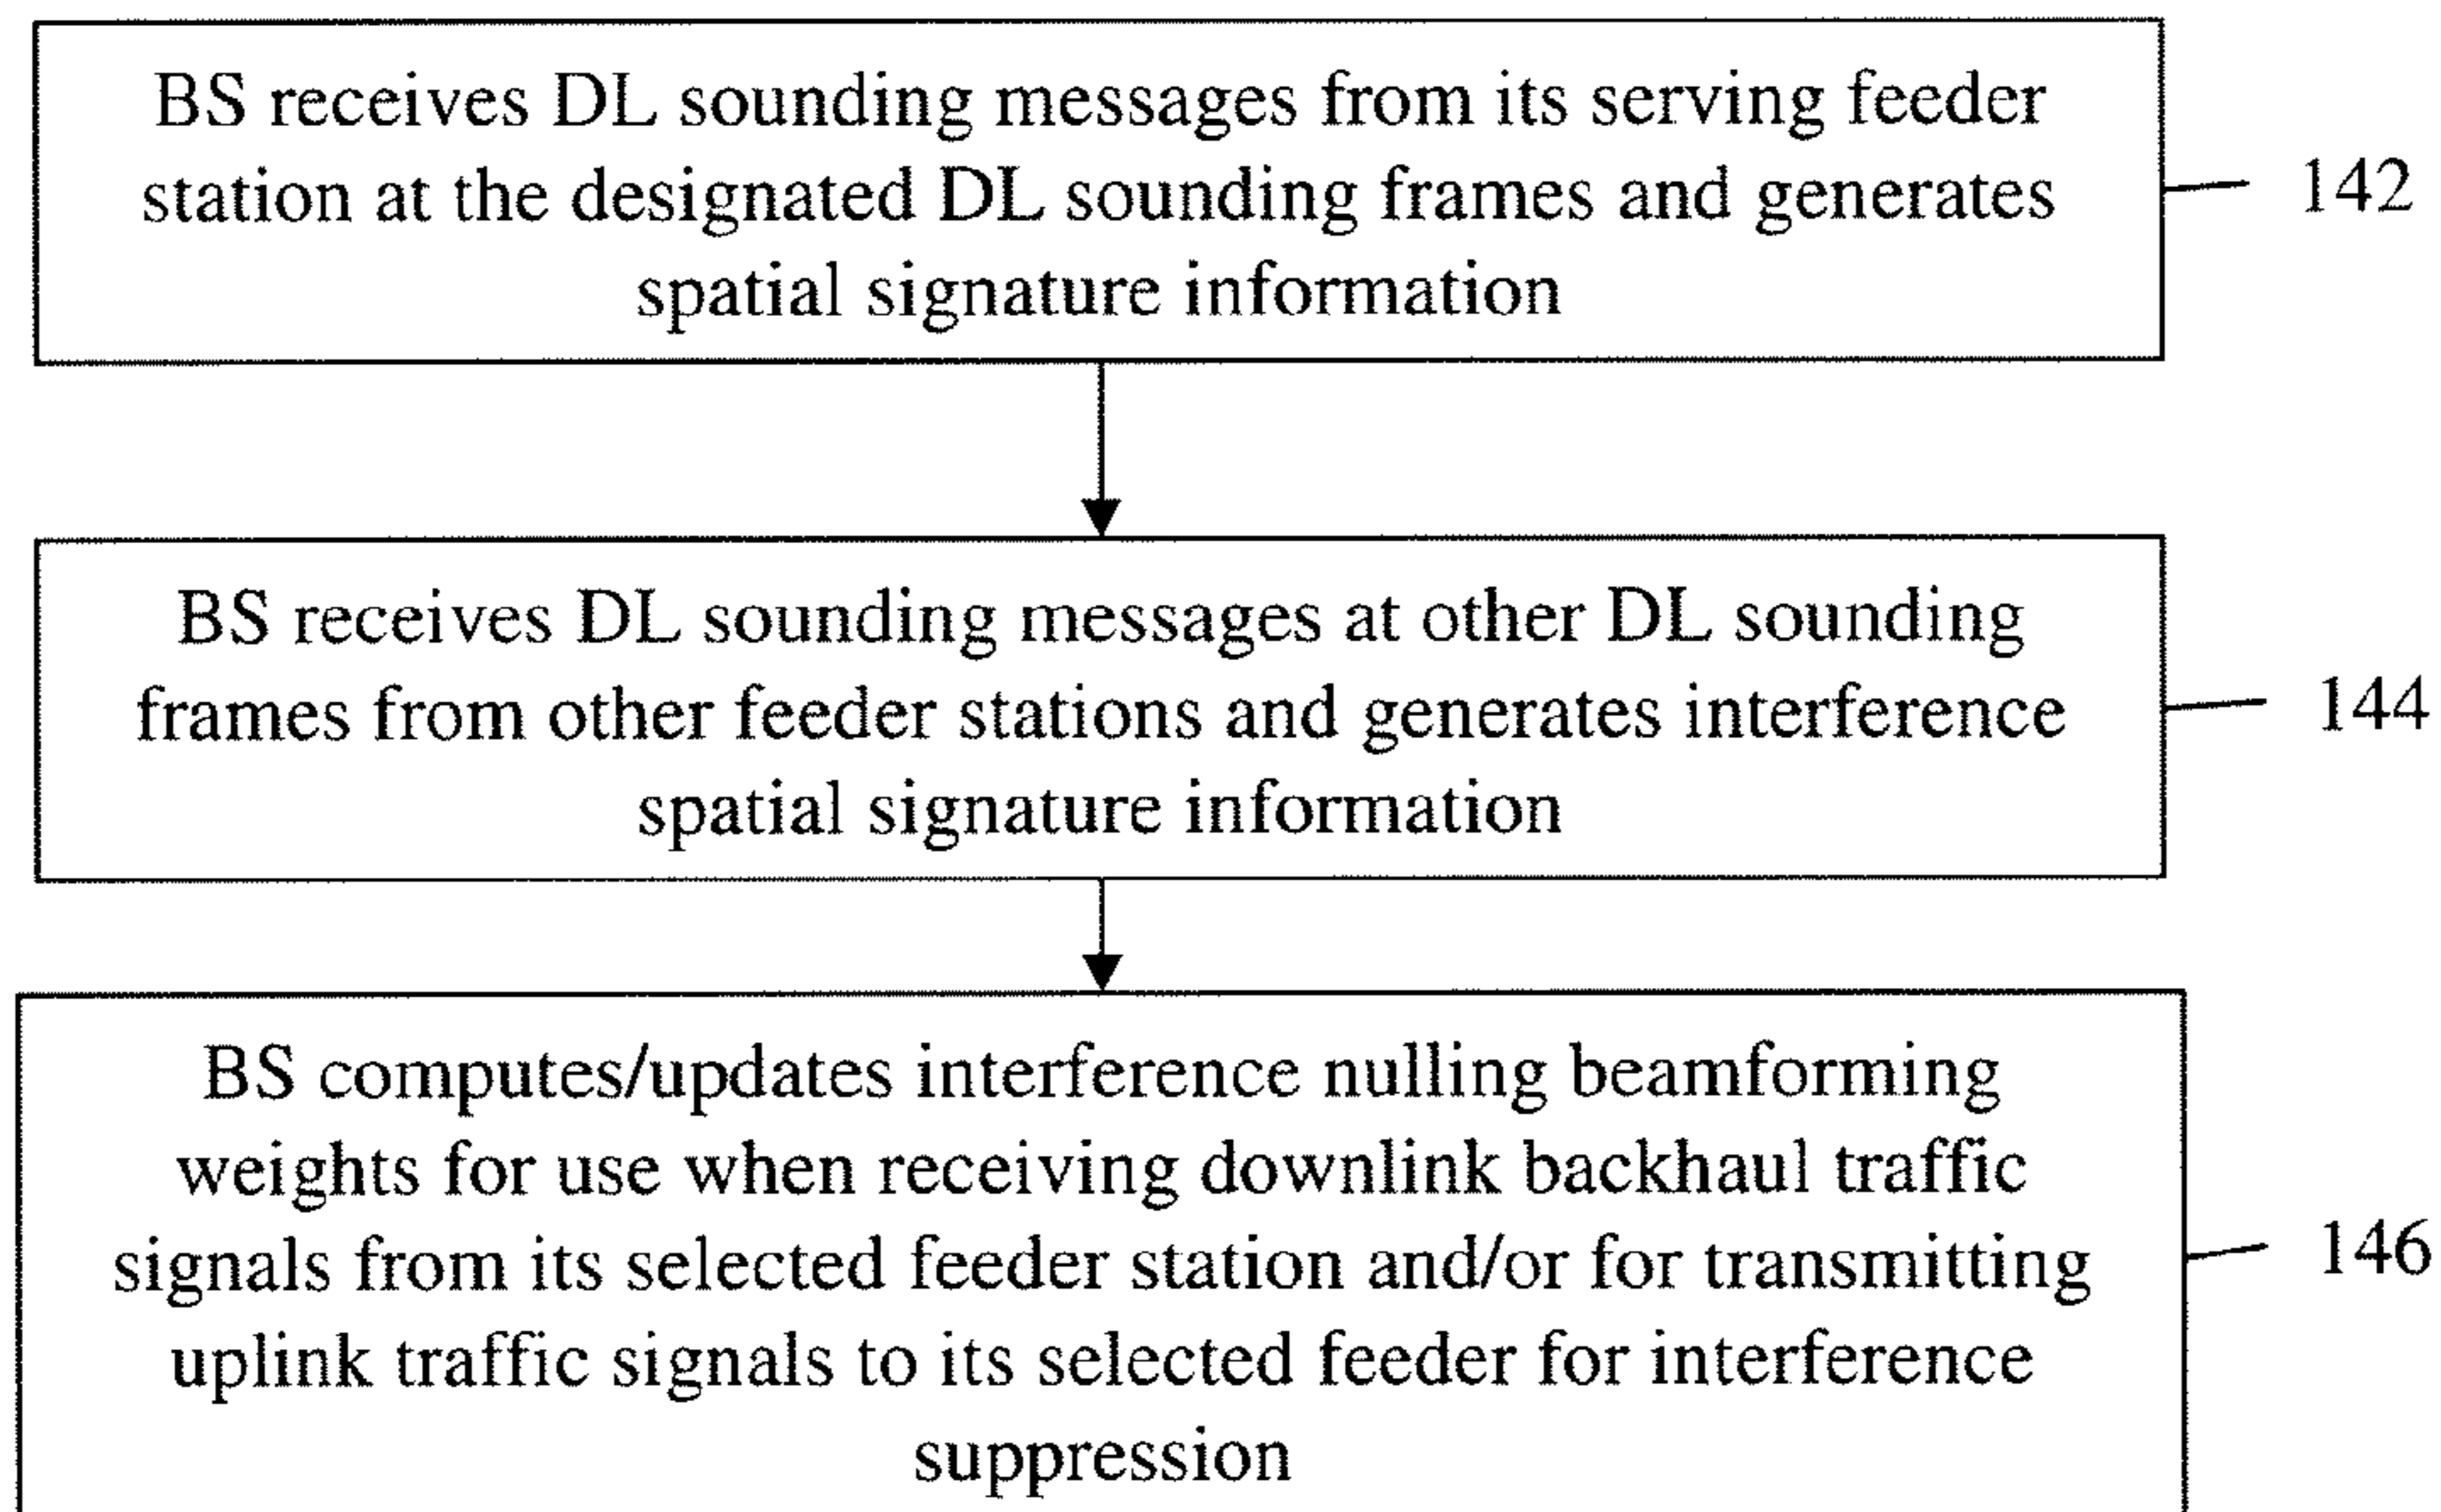 BS receives DL sounding messages from its serving feeder
station at the designated DL sounding frames and generates
spatial signature information
142
BS receives DL sounding messages at other DL sounding
frames from other feeder stations and generates interference
spatial signature information
144
BS computes/updates interference nulling beamforming
weights for use when receiving downlink backhaul traffic
signals from its selected feeder station and/or for transmitting
uplink traffic signals to its selected feeder for interference
suppression
146